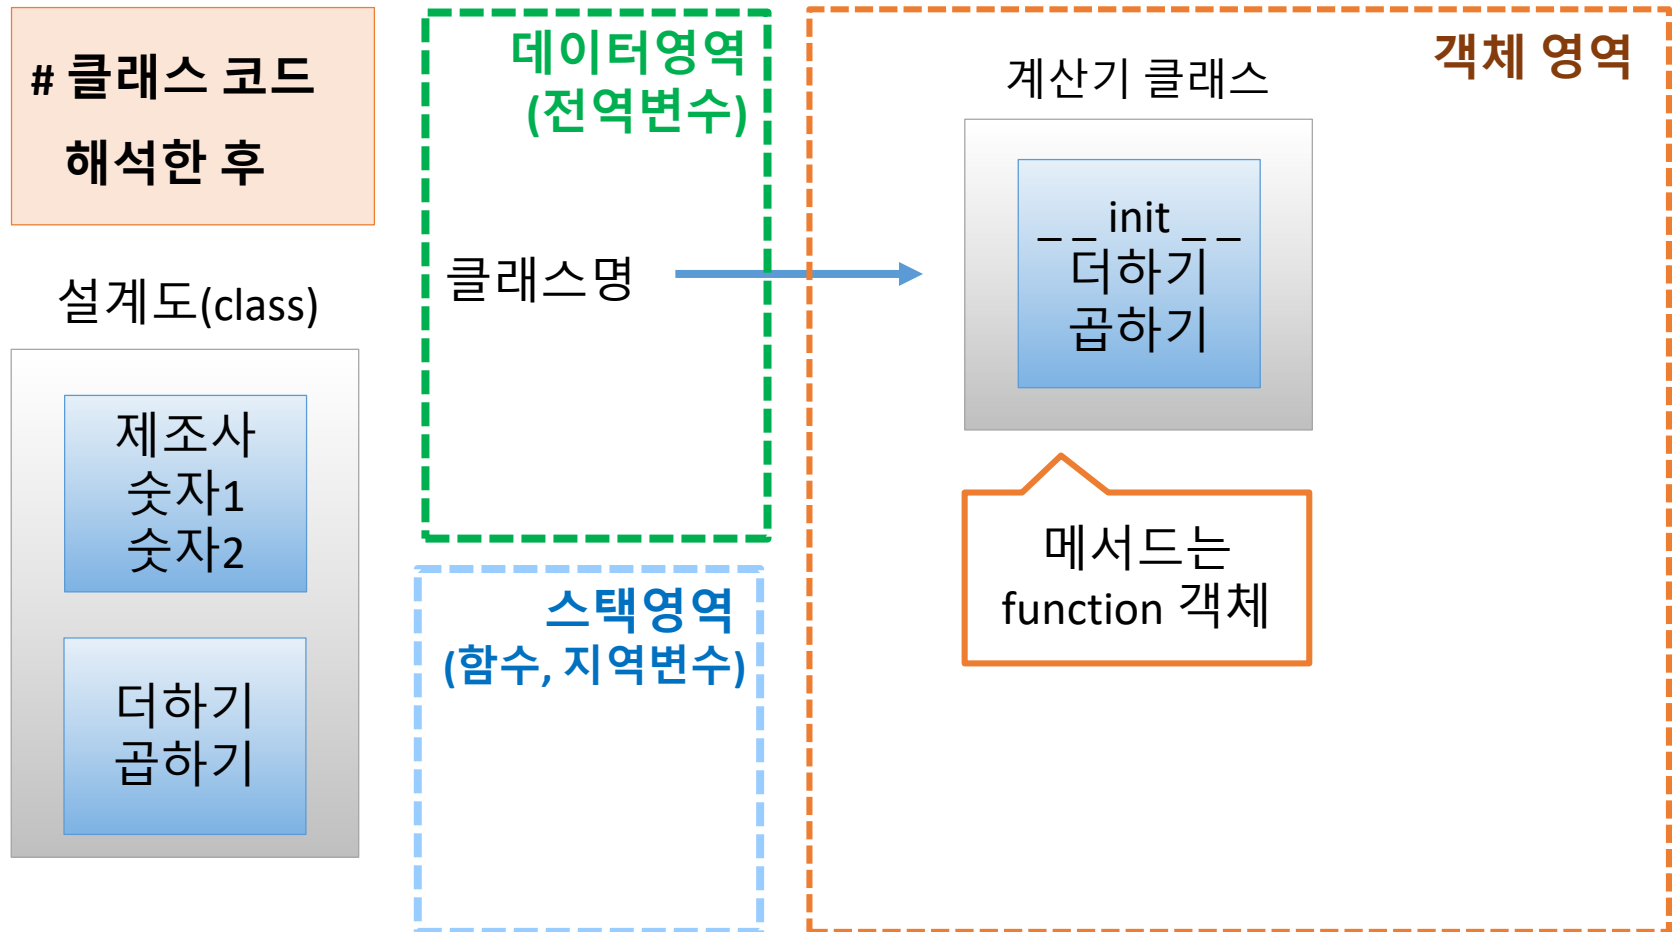 # 클래스 코드
해석한 후
설계도(class)
제조사
숫자1
숫자2
더하기
곱하기
데이터영역
(전역변수)
클래스명
스택영역
(함수, 지역변수)
객체 영역
계산기 클래스
_ _ init _ _
더하기
곱하기
메서드는
function 객체